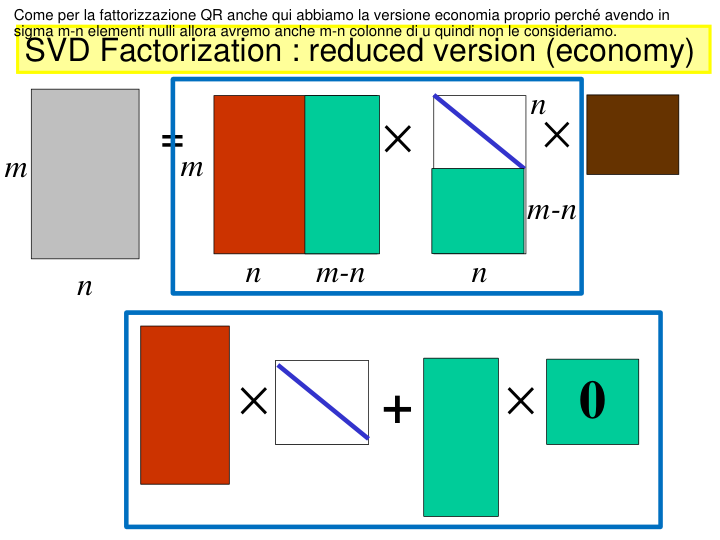 Come per la fattorizzazione QR anche qui abbiamo la versione economia proprio perché avendo in
sigma m-n elementi nulli allora avremo anche m-n colonne di u quindi non le consideriamo.
SVD Factorization : reduced version (economy)
m
=
m
×
n
×
m-n
n
n
m-n
n
×
+
×
0